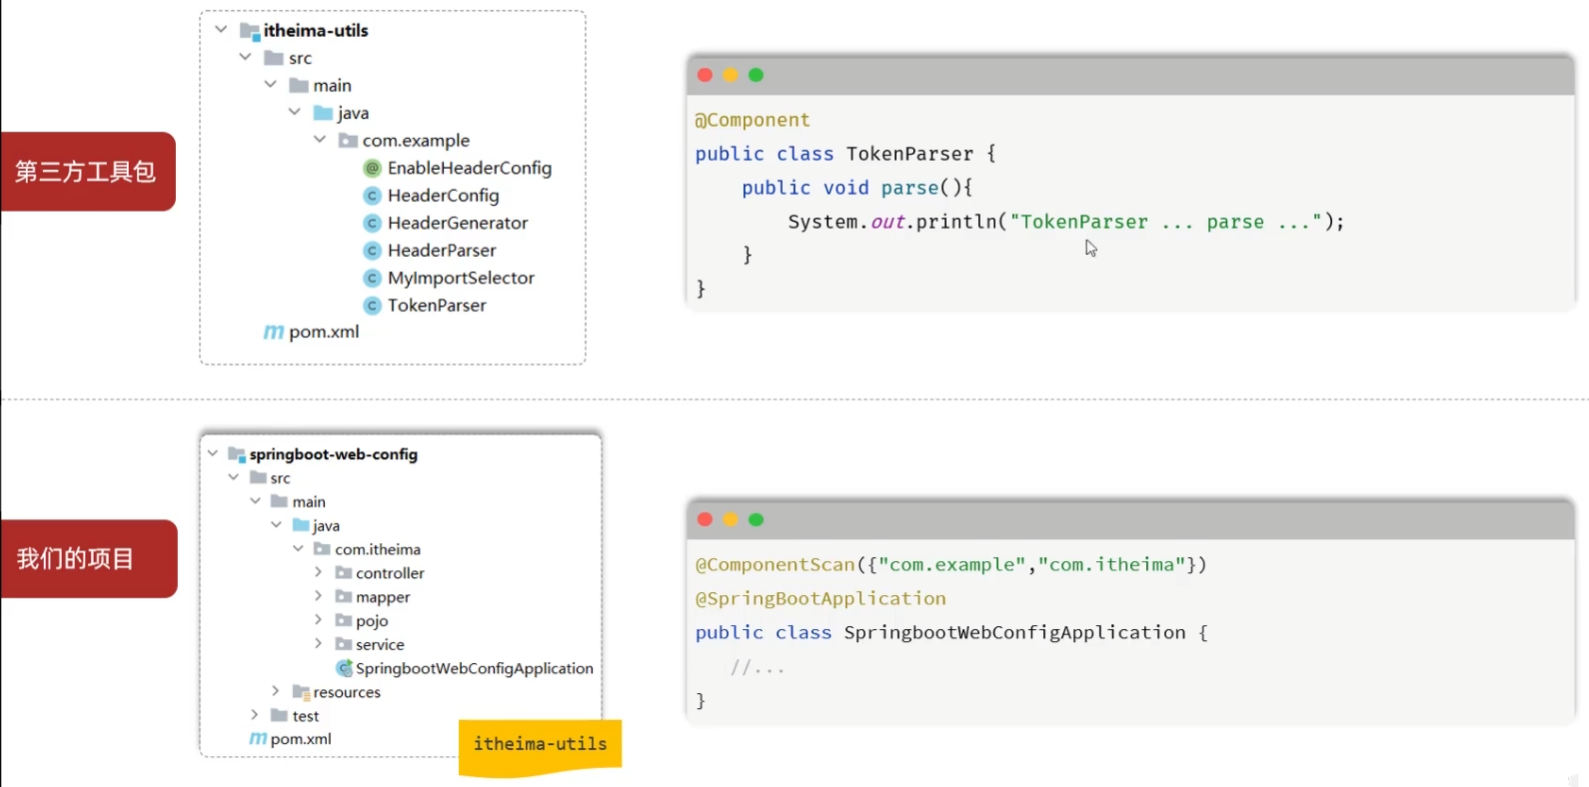 第三方工具包
itheima-utils
src
main
java
com.example
EnableHeaderConfig
HeaderConfig
HeaderGenerator
HeaderParser
MyImportSelector
TokenParser
pom.xml
@Component
public class TokenParser {
public void parse(){
System.out.println("TokenParser ... parse ...");
}
}
我们的项目
springboot-web-config
src
main
java
com.itheima
controller
mapper
pojo
service
SpringbootWebConfigApplication
resources
test
pom.xml
itheima-utils
@ComponentScan({"com.example","com.itheima"})
@SpringBootApplication
public class SpringbootWebConfigApplication {
//...
}